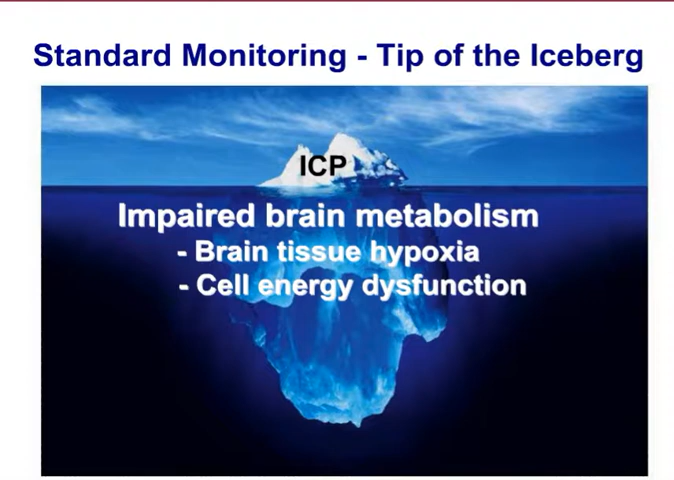 Standard Monitoring - Tip of the Iceberg
ICP
Impaired brain metabolism
- Brain tissue hypoxia
- Cell energy dysfunction